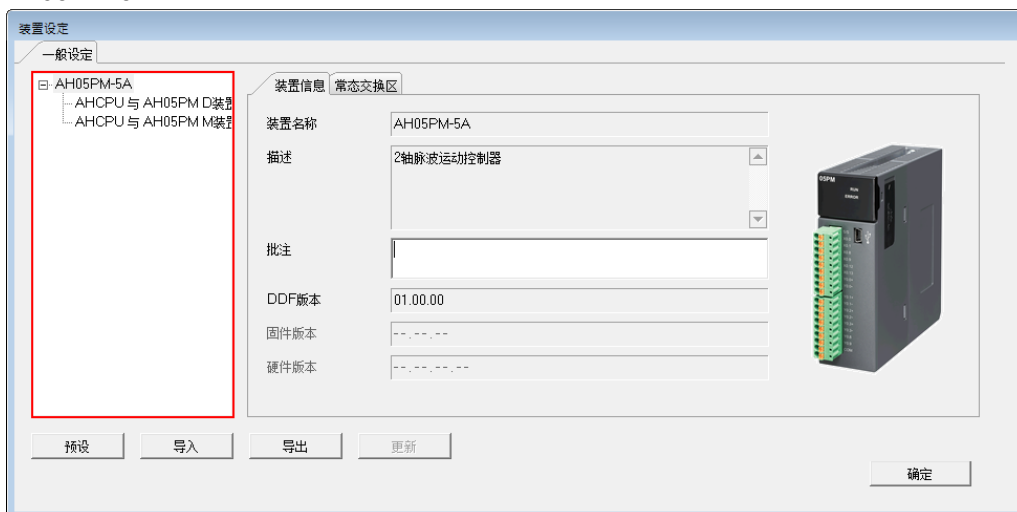 装置设定
一般设定
AH05PM-5A
AHCPU 与 AH05PM D装
AHCPU 与 AH05PM M装
装置信息 常态交换区
装置名称 AH05PM-5A
描述 2轴脉波运动控制器
批注
DDF版本 01.00.00
固件版本 --.--.--
硬件版本 --.--.--.--
05PM
RUN
ERROR
预设 导入 导出 更新
确定